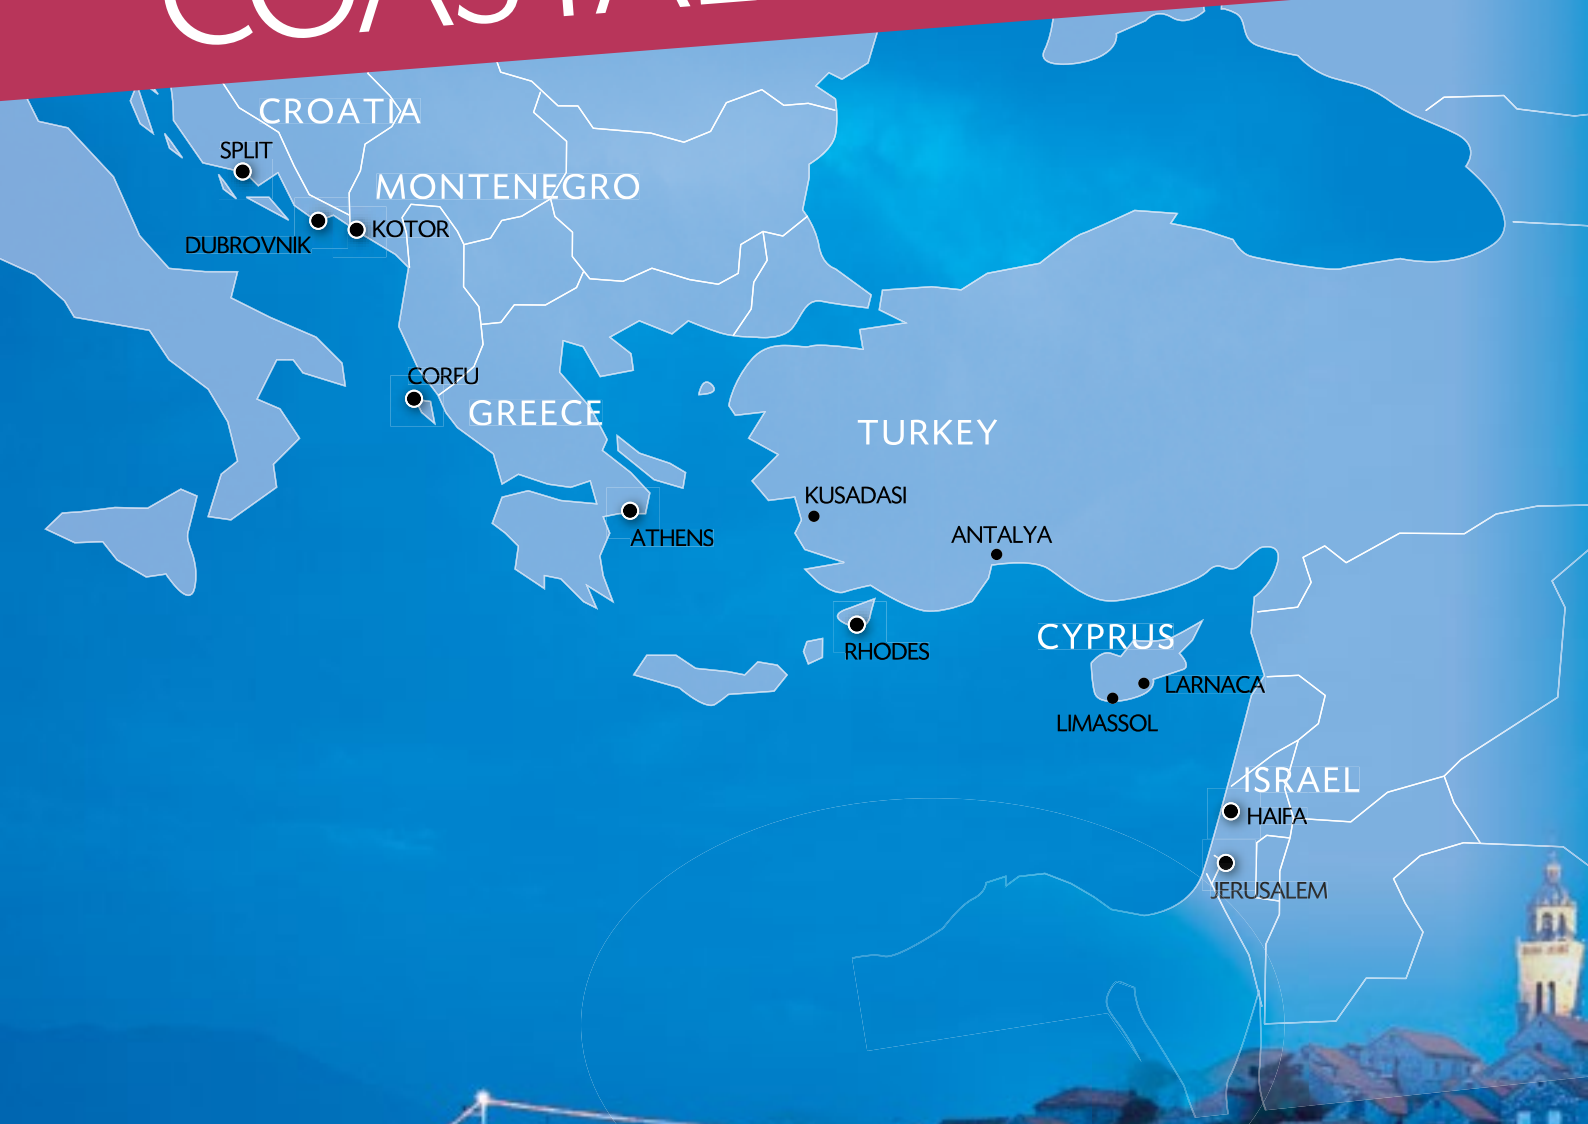 CROATIA
SPLIT
MONTENEGRO
DUBROVNIK
KOTOR
CORFU
GREECE
TURKEY
KUSADASI
ATHENS
ANTALYA
CYPRUS
RHODES
LARNACA
LIMASSOL
ISRAEL
HAIFA
JERUSALEM